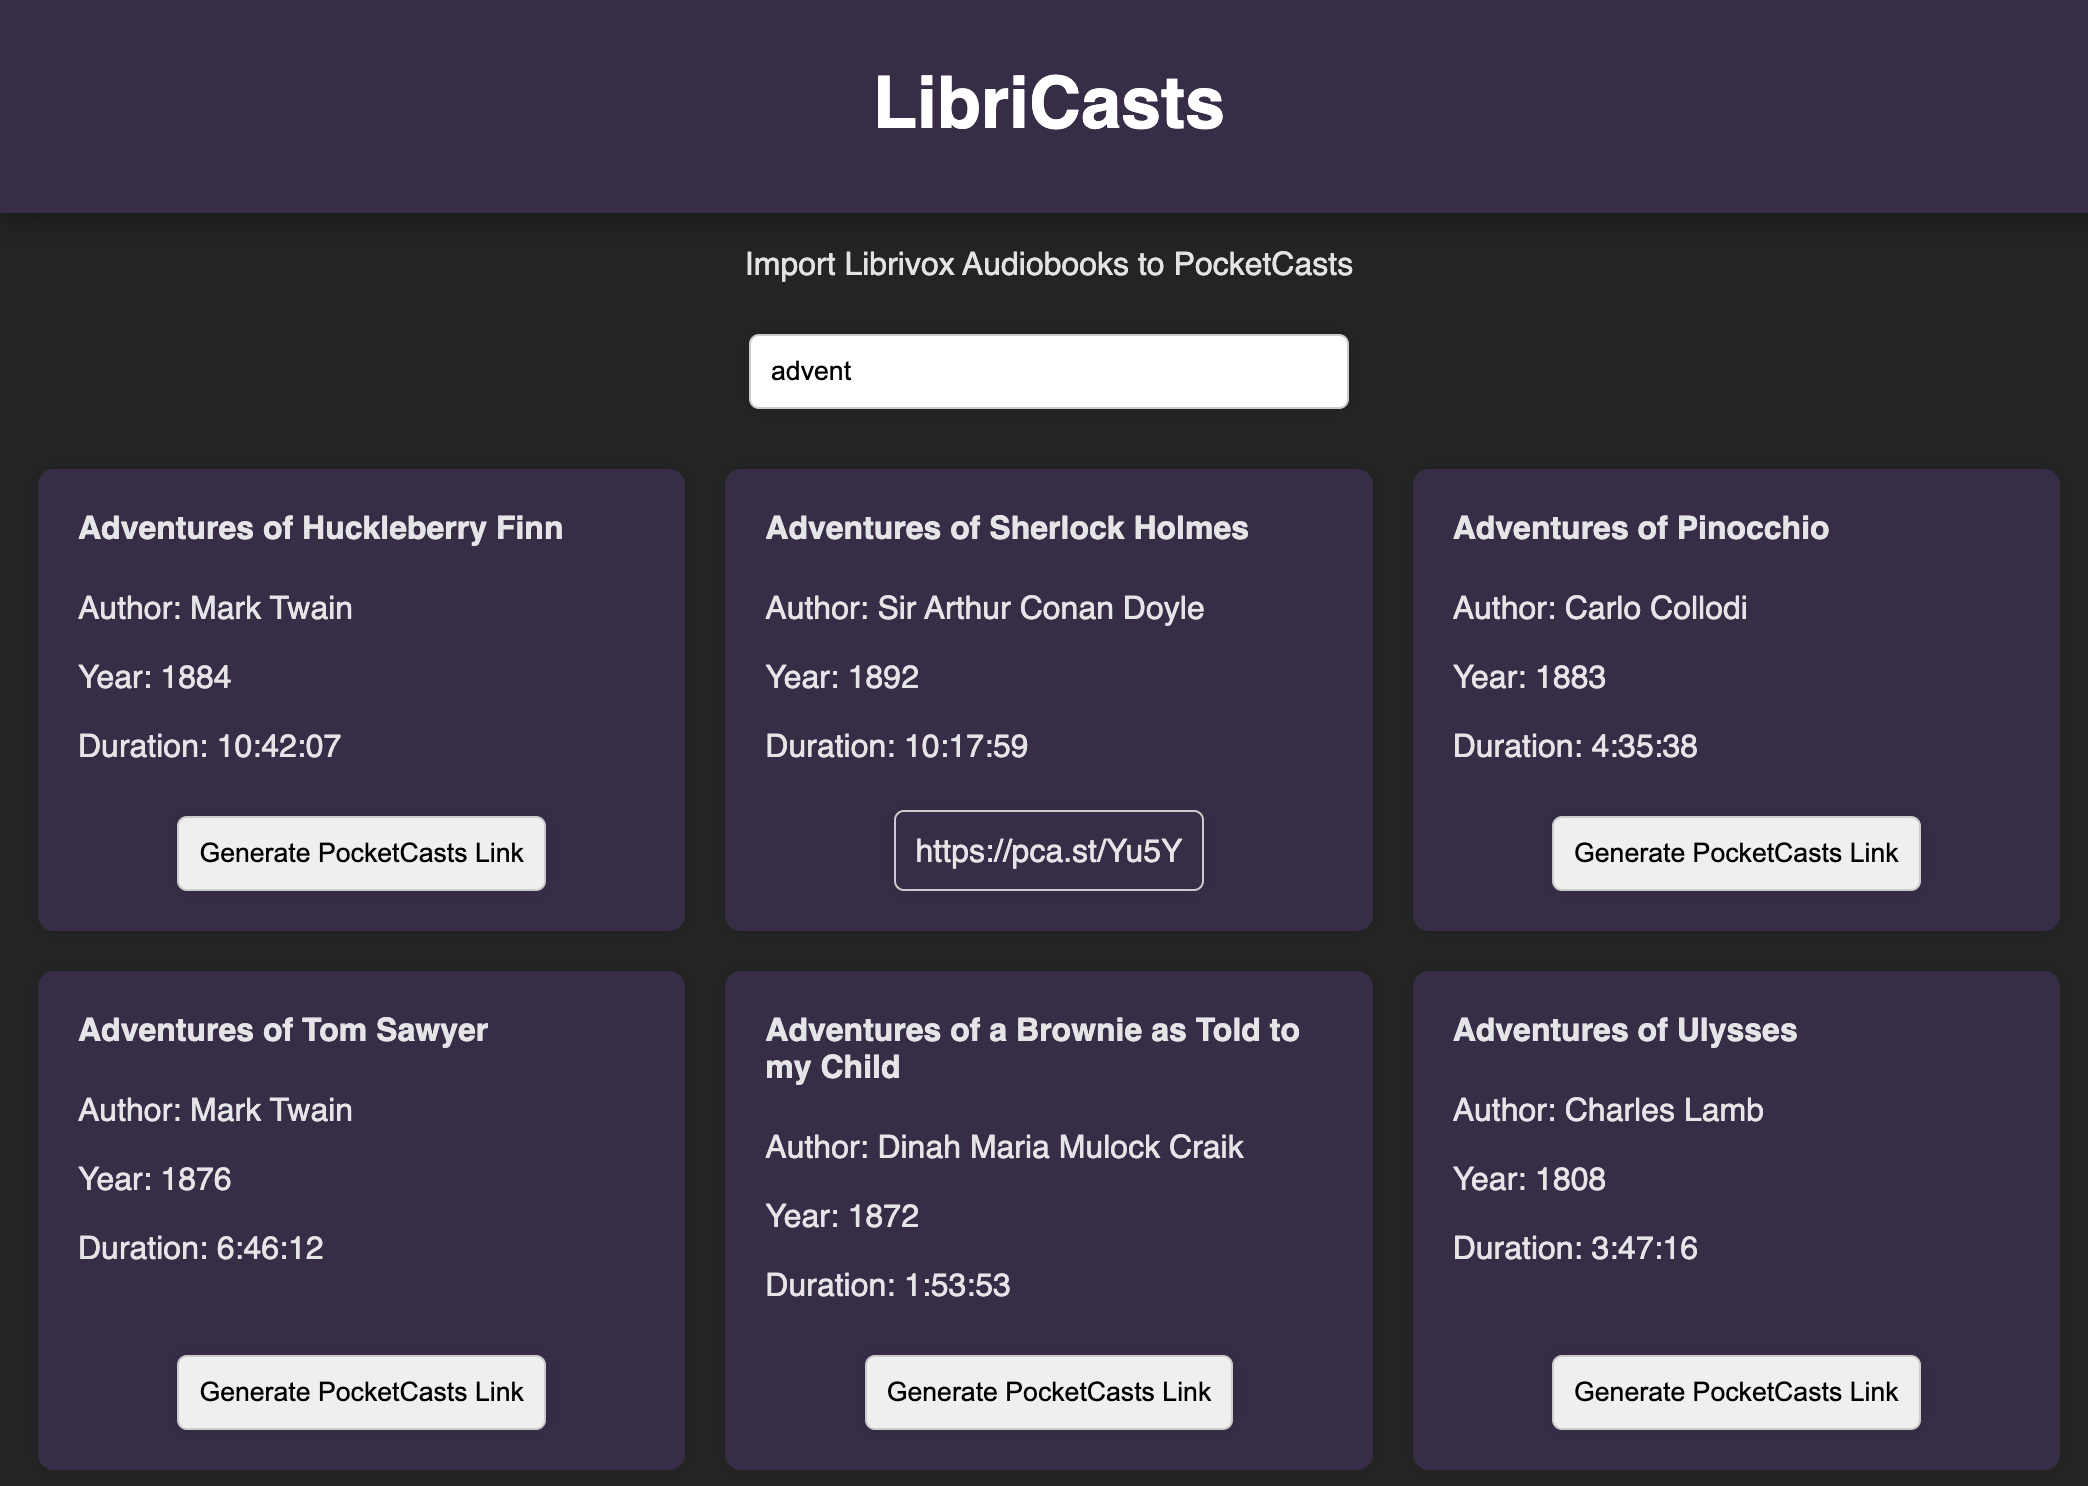 LibriCasts
Import Librivox Audiobooks to PocketCasts
advent
Adventures of Huckleberry Finn
Author: Mark Twain
Year: 1884
Duration: 10:42:07
Generate PocketCasts Link
Adventures of Sherlock Holmes
Author: Sir Arthur Conan Doyle
Year: 1892
Duration: 10:17:59
https://pca.st/Yu5Y
Adventures of Pinocchio
Author: Carlo Collodi
Year: 1883
Duration: 4:35:38
Generate PocketCasts Link
Adventures of Tom Sawyer
Author: Mark Twain
Year: 1876
Duration: 6:46:12
Generate PocketCasts Link
Adventures of a Brownie as Told to
my Child
Author: Dinah Maria Mulock Craik
Year: 1872
Duration: 1:53:53
Generate PocketCasts Link
Adventures of Ulysses
Author: Charles Lamb
Year: 1808
Duration: 3:47:16
Generate PocketCasts Link